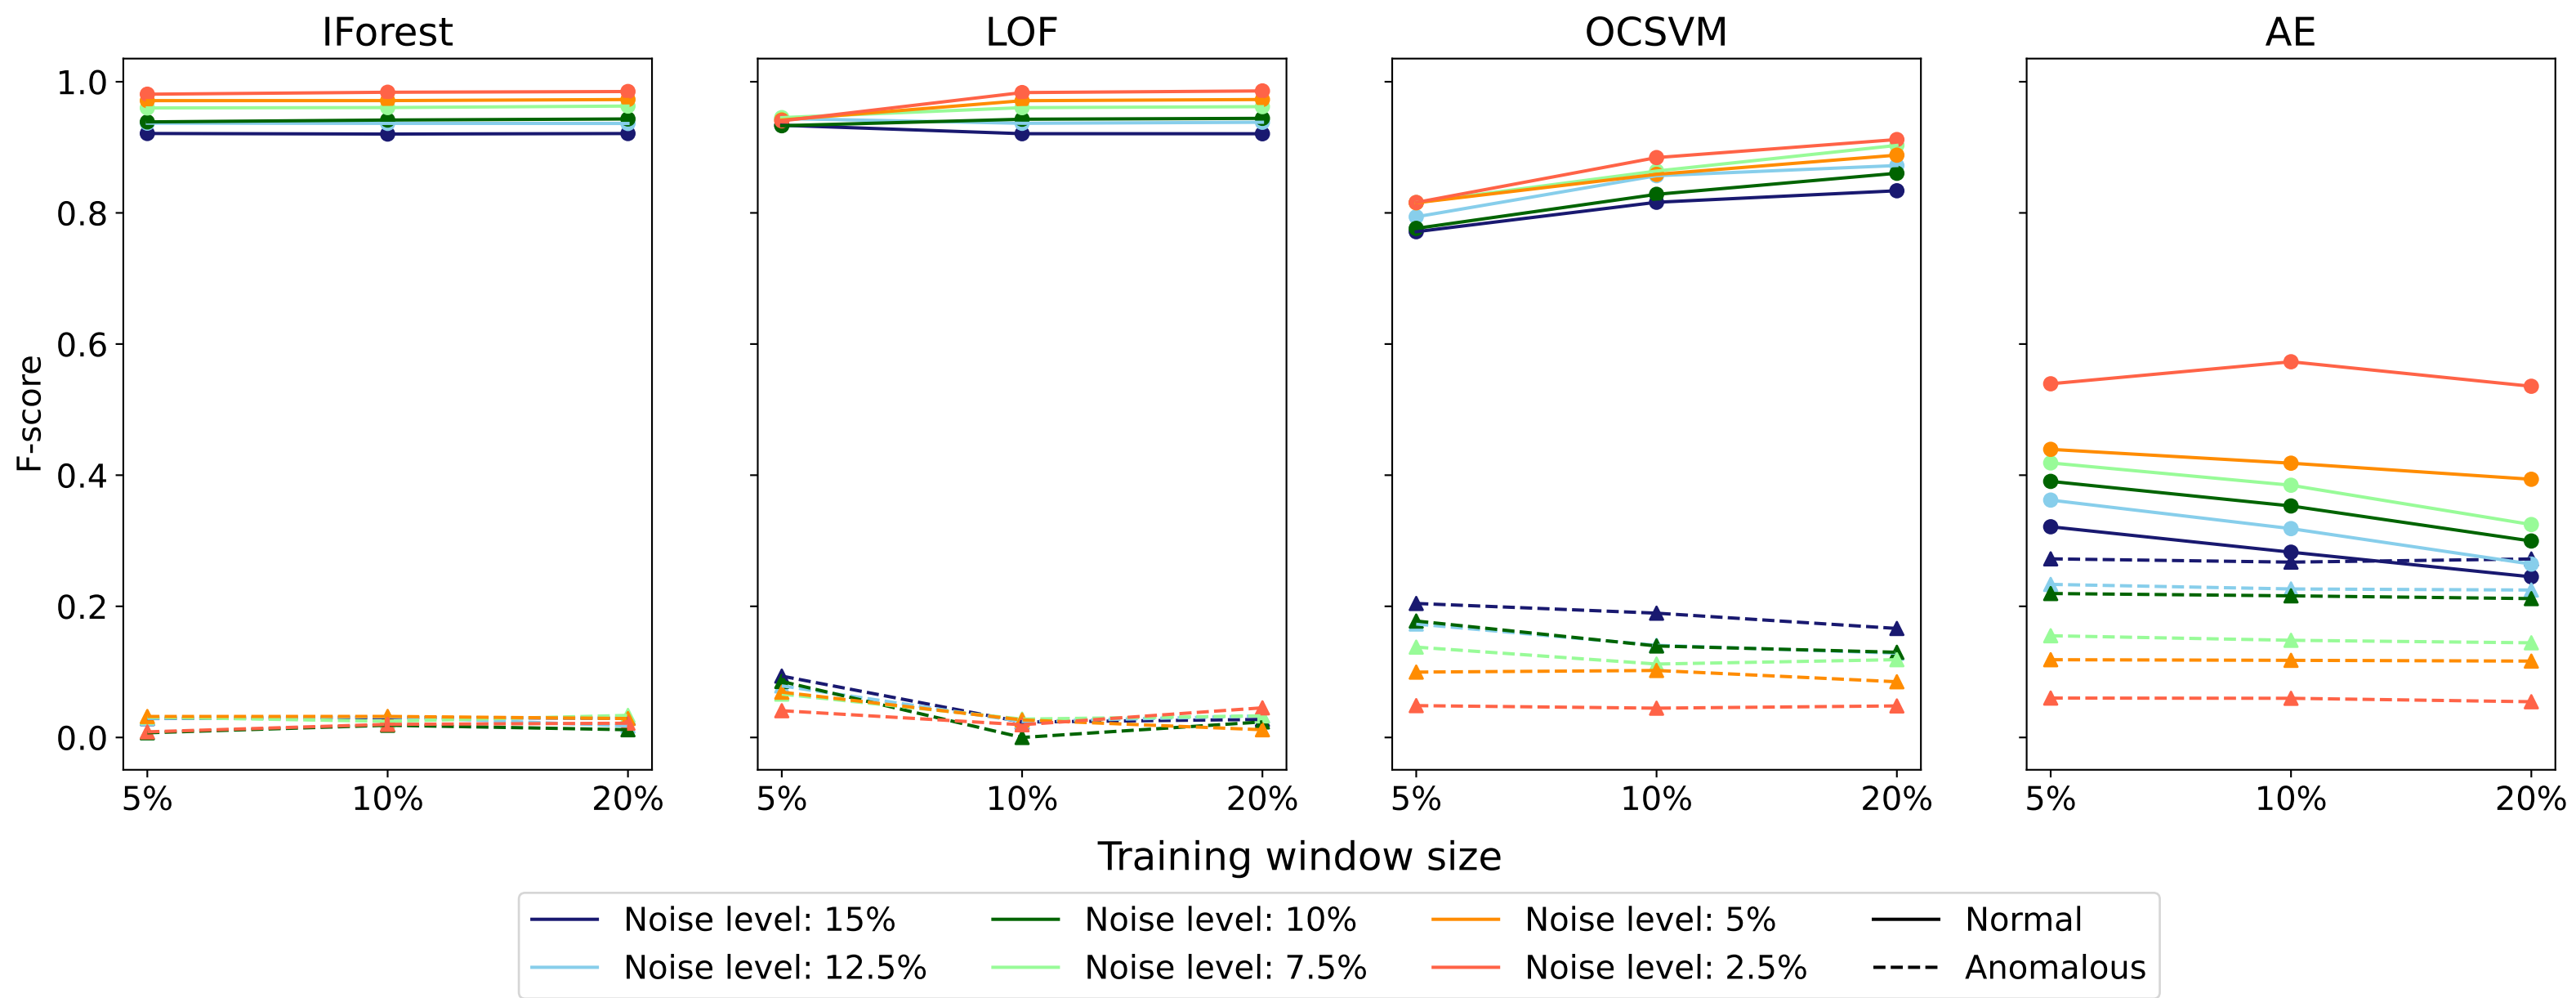 IForest LOF OCSVM AE
1.0
0.8
0.6
0.4
0.2
0.0
F-score
5% 10% 20% 5% 10% 20% 5% 10% 20% 5% 10% 20%
Training window size
Noise level: 15% Noise level: 10% Noise level: 5% Normal
Noise level: 12.5% Noise level: 7.5% Noise level: 2.5% Anomalous